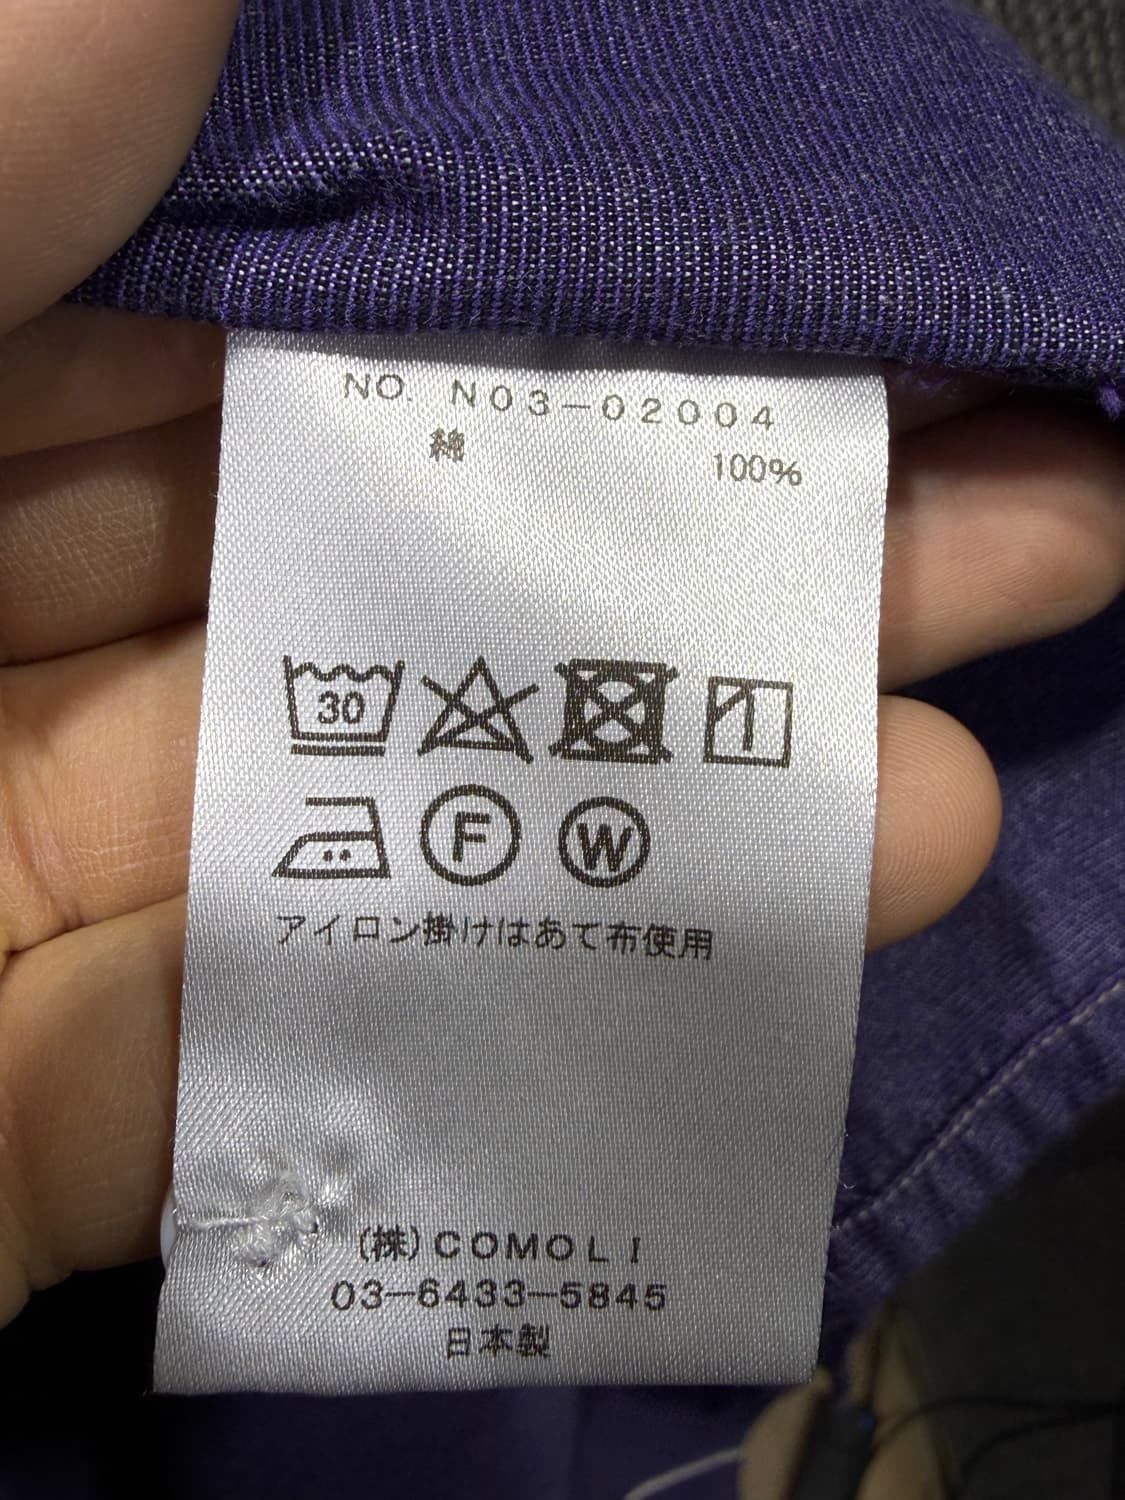 NO. N03-02004
綿 100%
30
F W
アイロン掛けはあて布使用
(株)COMOLI
03-6433-5845
日本製